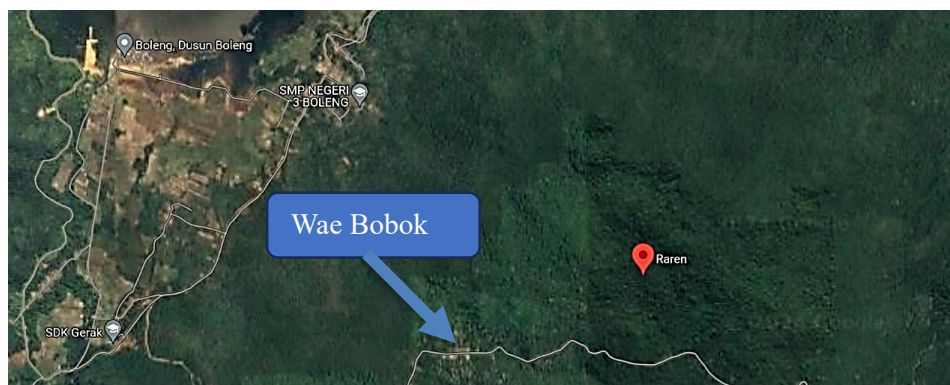 Boleng, Dusun Boleng
SMP NEGERI
3 BOLENG
Wae Bobok
Raren
SDK Gerak